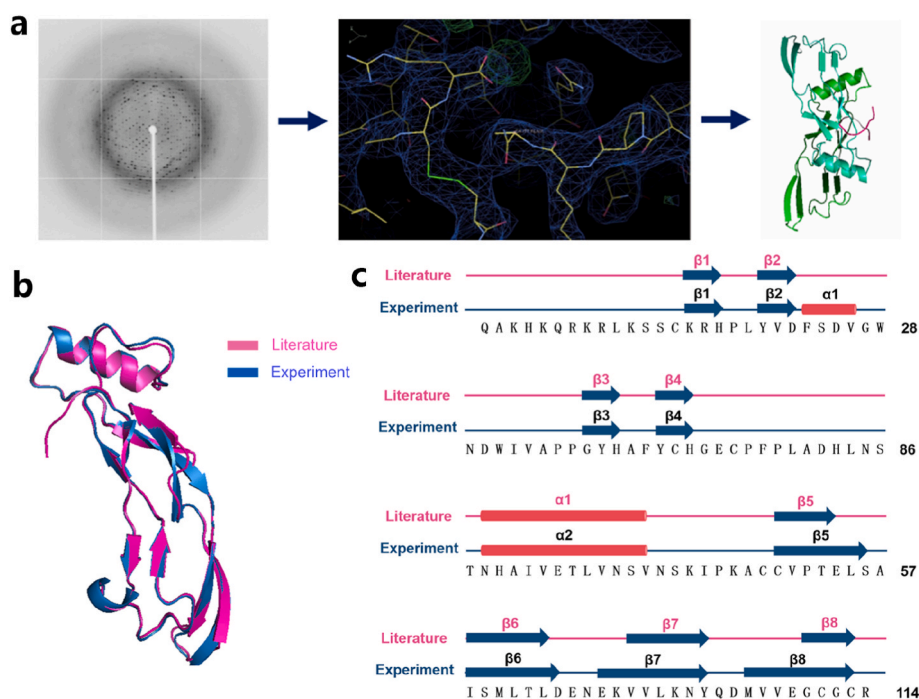 a
b
Literature
Experiment
c
β1 β2
Literature
β1 β2 α1
Experiment
Q A K H K Q R K R L K S S C K R H P L Y V D F S D V G W 28
β3 β4
Literature
β3 β4
Experiment
N D W I V A P P G Y H A F Y C H G E C P F P L A D H L N S 86
α1 β5
Literature
α2 β5
Experiment
T N H A I V E T L V N S V N S K I P K A C C V P T E L S A 57
β6 β7 β8
Literature
β6 β7 β8
Experiment
I S M L T L D E N E K V V L K N Y Q D M V V E G C G C R 114